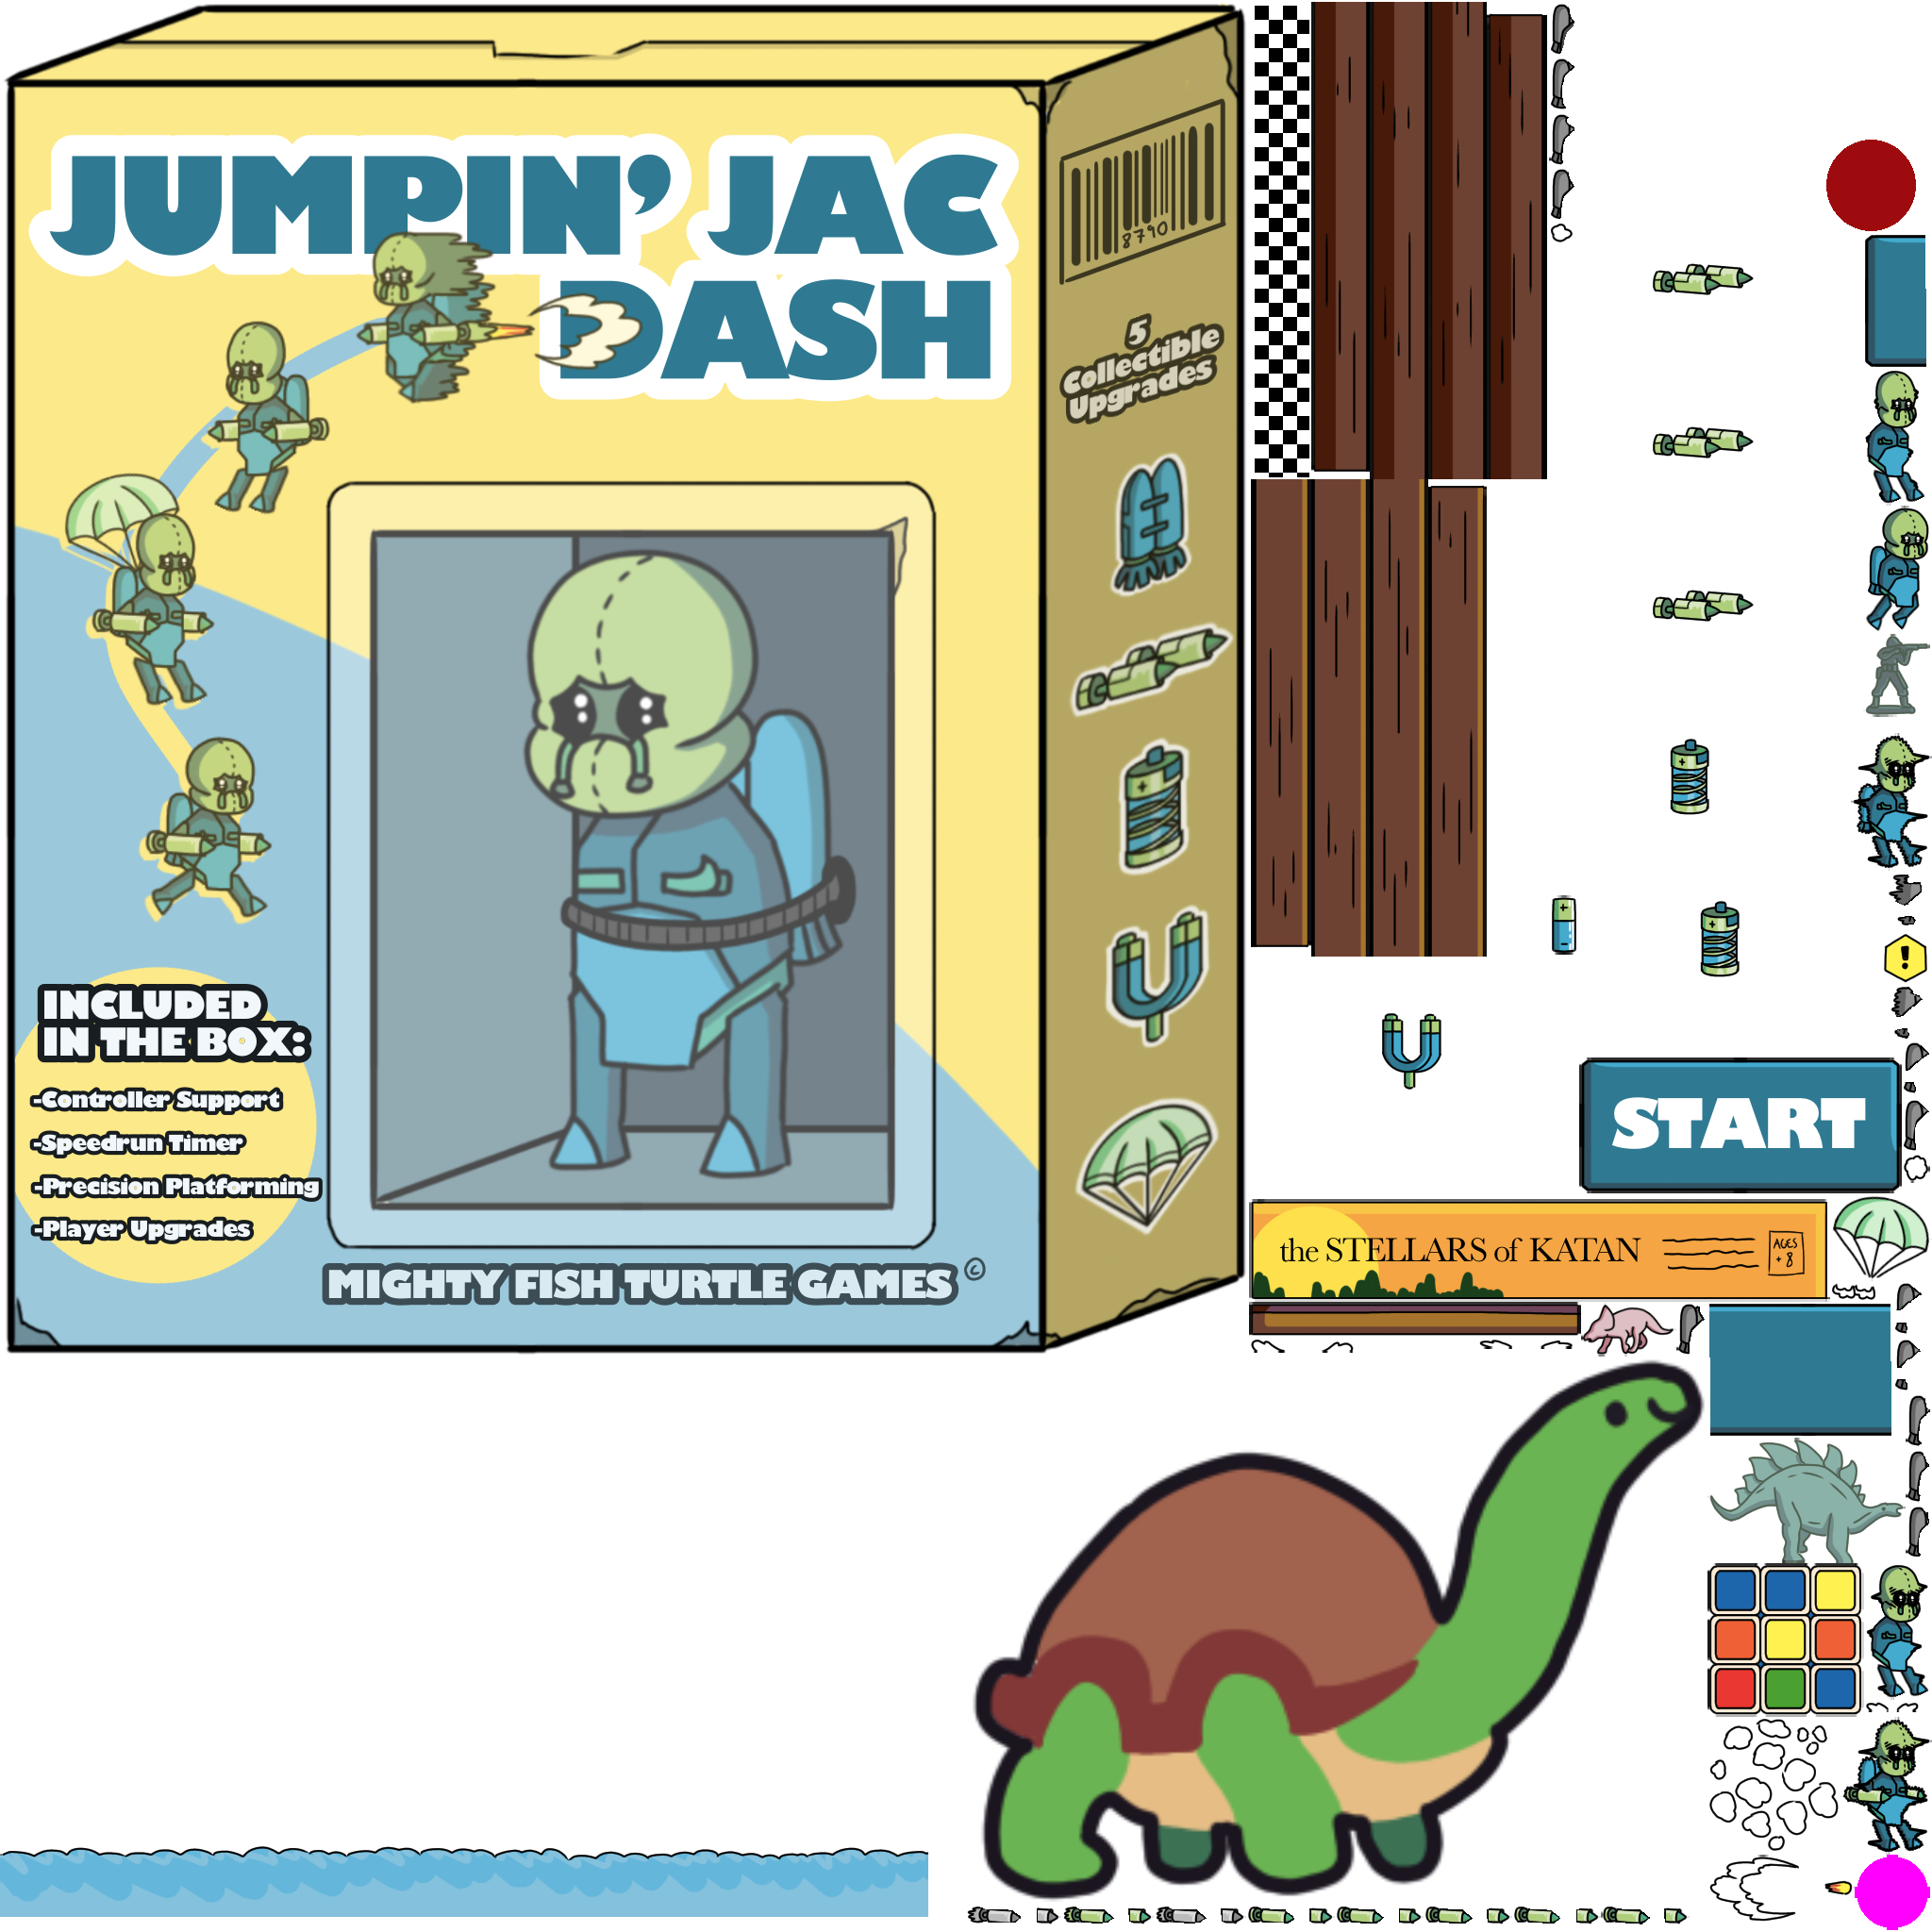 JUMPIN’ JAC
DASH
8790
5
Collectible
Upgrades
INCLUDED
IN THE BOX:
-Controller Support
-Speedrun Timer
-Precision Platforming
-Player Upgrades
MIGHTY FISH TURTLE GAMES ©
START
the STELLARS of KATAN
AGES
+8